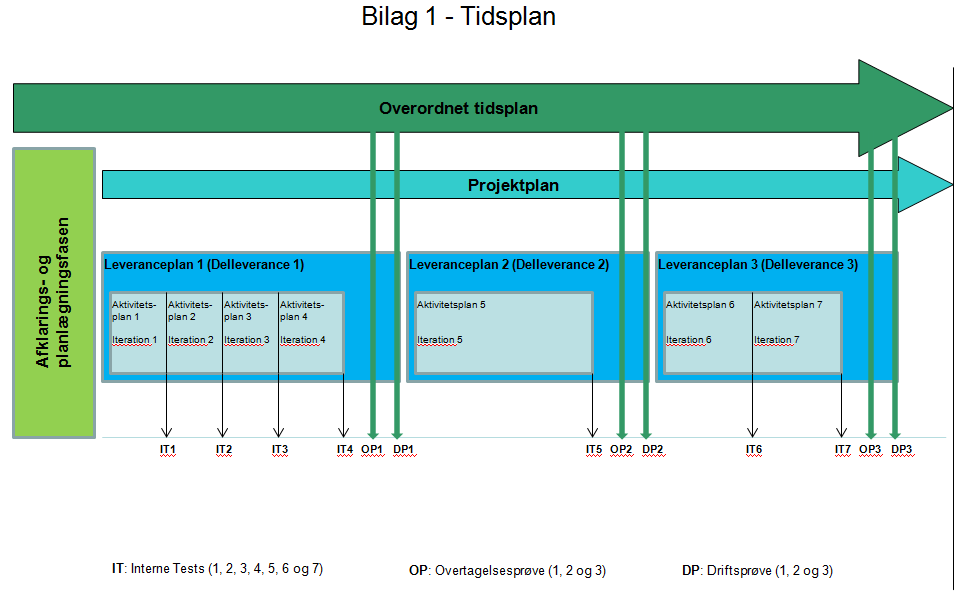 Bilag 1 - Tidsplan
Overordnet tidsplan
Afklarings- og
planlægningsfasen
Projektplan
Leveranceplan 1 (Delleverance 1)
Aktivitets-
plan 1
Iteration 1
Aktivitets-
plan 2
Iteration 2
Aktivitets-
plan 3
Iteration 3
Aktivitets-
plan 4
Iteration 4
Leveranceplan 2 (Delleverance 2)
Aktivitetsplan 5
Iteration 5
Leveranceplan 3 (Delleverance 3)
Aktivitetsplan 6
Iteration 6
Aktivitetsplan 7
Iteration 7
IT1 IT2 IT3 IT4 OP1 DP1 IT5 OP2 DP2 IT6 IT7 OP3 DP3
IT: Interne Tests (1, 2, 3, 4, 5, 6 og 7)
OP: Overtagelsesprøve (1, 2 og 3)
DP: Driftsprøve (1, 2 og 3)